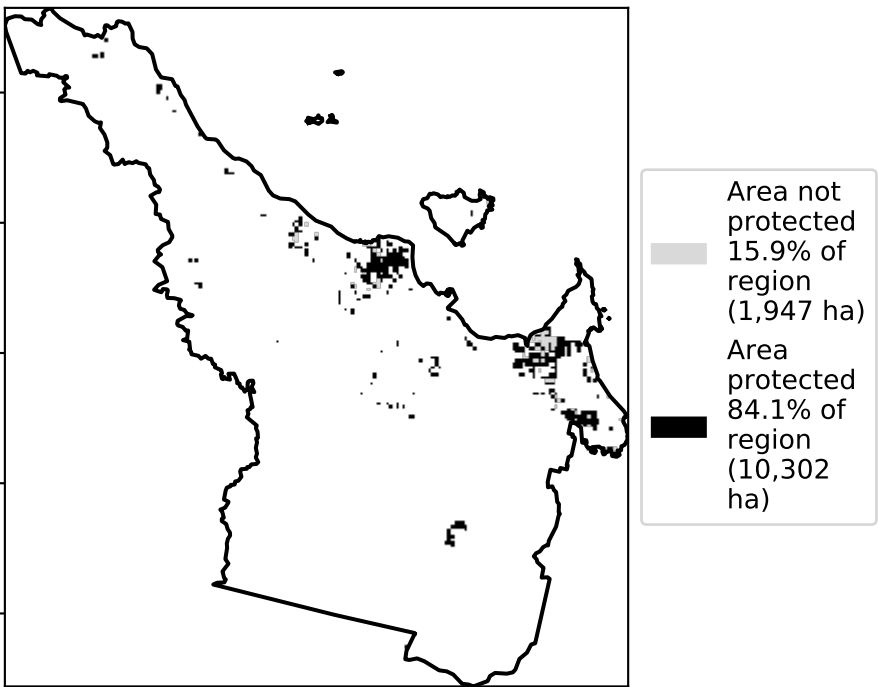 Area not
protected
15.9% of
region
(1,947 ha)
Area
protected
84.1% of
region
(10,302
ha)